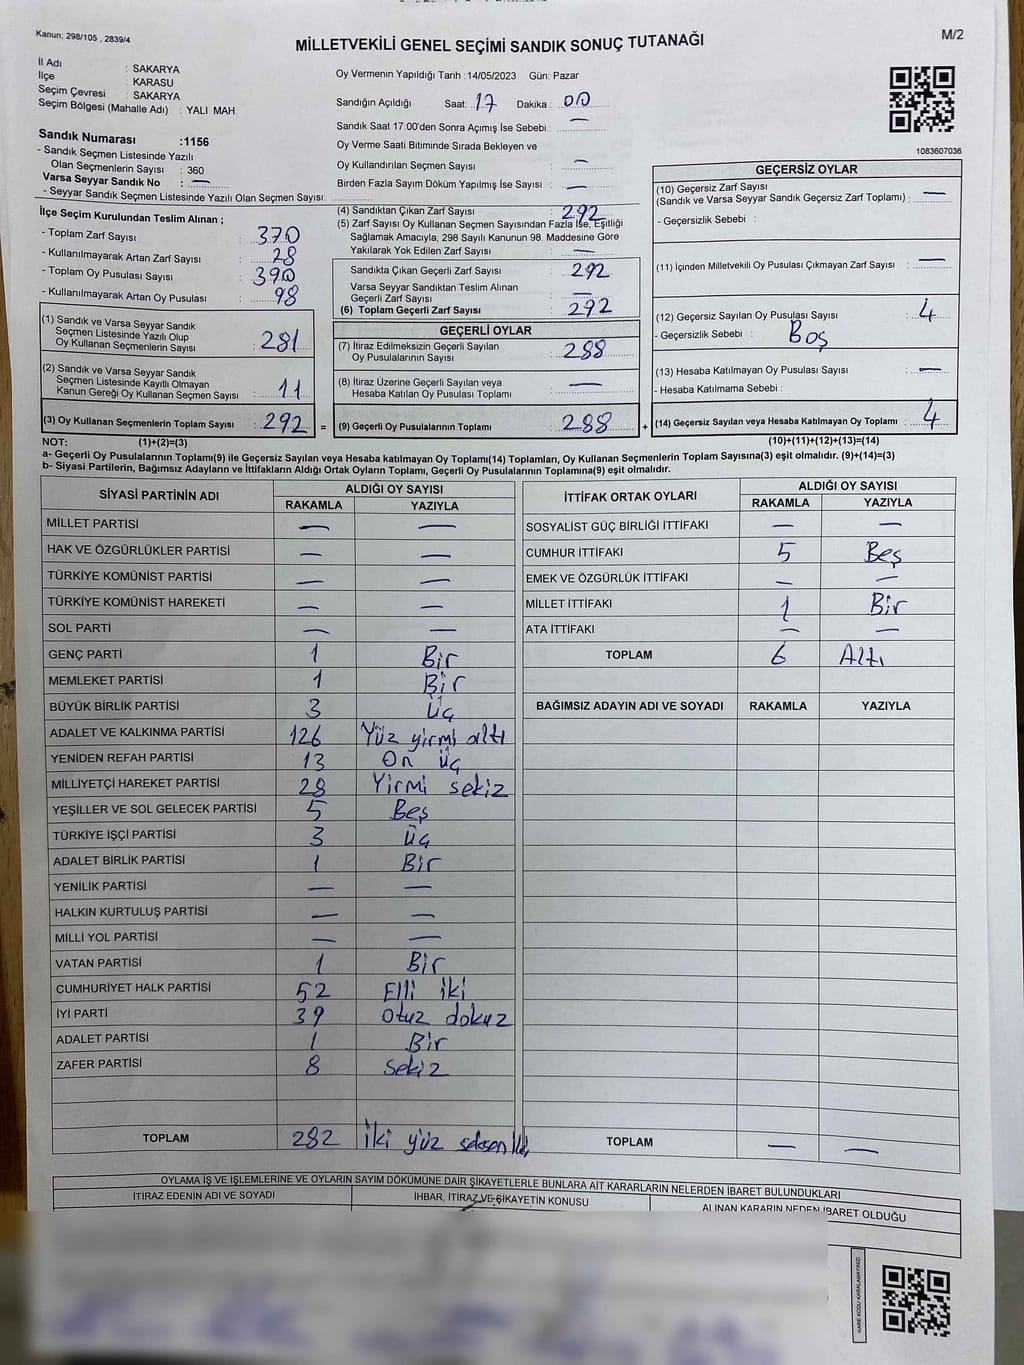 Kanun: 298/105 , 2839/4
MİLLETVEKİLİ GENEL SEÇİMİ SANDIK SONUÇ TUTANAĞI
M/2
İl Adı : SAKARYA
İlçe : KARASU
Seçim Çevresi : SAKARYA
Seçim Bölgesi (Mahalle Adı) : YALI MAH.
Sandık Numarası :1156
- Sandık Seçmen Listesinde Yazılı
Olan Seçmenlerin Sayısı : 360
Varsa Seyyar Sandık No : —
- Seyyar Sandık Seçmen Listesinde Yazılı Olan Seçmen Sayısı:
Oy Vermenin Yapıldığı Tarih :14/05/2023 Gün: Pazar
Sandığın Açıldığı Saat: 17 Dakika : 00
Sandık Saat 17:00'den Sonra Açılmış İse Sebebi : —
Oy Verme Saati Bitiminde Sırada Bekleyen ve
Oy Kullandırılan Seçmen Sayısı : —
Birden Fazla Sayım Döküm Yapılmış İse Sayısı : —
1083607036
İlçe Seçim Kurulundan Teslim Alınan ;
- Toplam Zarf Sayısı : 370
- Kullanılmayarak Artan Zarf Sayısı : 28
- Toplam Oy Pusulası Sayısı : 390
- Kullanılmayarak Artan Oy Pusulası : 98
(1) Sandık ve Varsa Seyyar Sandık
Seçmen Listesinde Yazılı Olup
Oy Kullanan Seçmenlerin Sayısı : 281
(2) Sandık ve Varsa Seyyar Sandık
Seçmen Listesinde Kayıtlı Olmayan
Kanun Gereği Oy Kullanan Seçmen Sayısı : 11
(3) Oy Kullanan Seçmenlerin Toplam Sayısı : 292 =
(4) Sandıktan Çıkan Zarf Sayısı : 292
(5) Zarf Sayısı Oy Kullanan Seçmen Sayısından Fazla İse, Eşitliği
Sağlamak Amacıyla; 298 Sayılı Kanunun 98. Maddesine Göre
Yakılarak Yok Edilen Zarf Sayısı : —
Sandıkta Çıkan Geçerli Zarf Sayısı : 292
Varsa Seyyar Sandıktan Teslim Alınan
Geçerli Zarf Sayısı : —
(6) Toplam Geçerli Zarf Sayısı : 292
GEÇERLİ OYLAR
(7) İtiraz Edilmeksizin Geçerli Sayılan
Oy Pusulalarının Sayısı : 288
(8) İtiraz Üzerine Geçerli Sayılan veya
Hesaba Katılan Oy Pusulası Toplamı : —
(9) Geçerli Oy Pusulalarının Toplamı : 288 +
GEÇERSİZ OYLAR
(10) Geçersiz Zarf Sayısı
(Sandık ve Varsa Seyyar Sandık Geçersiz Zarf Toplamı) : —
- Geçersizlik Sebebi :
(11) İçinden Milletvekili Oy Pusulası Çıkmayan Zarf Sayısı : —
(12) Geçersiz Sayılan Oy Pusulası Sayısı : 4
- Geçersizlik Sebebi : Boş
(13) Hesaba Katılmayan Oy Pusulası Sayısı : —
- Hesaba Katılmama Sebebi :
(14) Geçersiz Sayılan veya Hesaba Katılmayan Oy Toplamı : 4
NOT: (1)+(2)=(3)
(10)+(11)+(12)+(13)=(14)
a- Geçerli Oy Pusulalarının Toplamı(9) ile Geçersiz Sayılan veya Hesaba katılmayan Oy Toplamı(14) Toplamları, Oy Kullanan Seçmenlerin Toplam Sayısına(3) eşit olmalıdır. (9)+(14)=(3)
b- Siyasi Partilerin, Bağımsız Adayların ve İttifakların Aldığı Ortak Oyların Toplamı, Geçerli Oy Pusulalarının Toplamına(9) eşit olmalıdır.
SİYASİ PARTİNİN ADI ALDIĞI OY SAYISI
RAKAMLA YAZIYLA
MİLLET PARTİSİ — —
HAK VE ÖZGÜRLÜKLER PARTİSİ — —
TÜRKİYE KOMÜNİST PARTİSİ — —
TÜRKİYE KOMÜNİST HAREKETİ — —
SOL PARTİ — —
GENÇ PARTİ 1 Bir
MEMLEKET PARTİSİ 1 Bir
BÜYÜK BİRLİK PARTİSİ 3 Üç
ADALET VE KALKINMA PARTİSİ 126 Yüz yirmi altı
YENİDEN REFAH PARTİSİ 13 On üç
MİLLİYETÇİ HAREKET PARTİSİ 28 Yirmi sekiz
YEŞİLLER VE SOL GELECEK PARTİSİ 5 Beş
TÜRKİYE İŞÇİ PARTİSİ 3 Üç
ADALET BİRLİK PARTİSİ 1 Bir
YENİLİK PARTİSİ — —
HALKIN KURTULUŞ PARTİSİ — —
MİLLİ YOL PARTİSİ — —
VATAN PARTİSİ 1 Bir
CUMHURİYET HALK PARTİSİ 52 Elli iki
İYİ PARTİ 39 Otuz dokuz
ADALET PARTİSİ 1 Bir
ZAFER PARTİSİ 8 Sekiz
TOPLAM 282 İki yüz seksen iki
İTTİFAK ORTAK OYLARI ALDIĞI OY SAYISI
RAKAMLA YAZIYLA
SOSYALİST GÜÇ BİRLİĞİ İTTİFAKI — —
CUMHUR İTTİFAKI 5 Beş
EMEK VE ÖZGÜRLÜK İTTİFAKI — —
MİLLET İTTİFAKI 1 Bir
ATA İTTİFAKI — —
TOPLAM 6 Altı
BAĞIMSIZ ADAYIN ADI VE SOYADI RAKAMLA YAZIYLA
TOPLAM — —
OYLAMA İŞ VE İŞLEMLERİNE VE OYLARIN SAYIM DÖKÜMÜNE DAİR ŞİKAYETLERLE BUNLARA AİT KARARLARIN NELERDEN İBARET BULUNDUKLARI
İTİRAZ EDENİN ADI VE SOYADI İHBAR, İTİRAZ VE ŞİKAYETİN KONUSU ALINAN KARARIN NEDEN İBARET OLDUĞU
KARE KODU KARALAMAYINIZ!